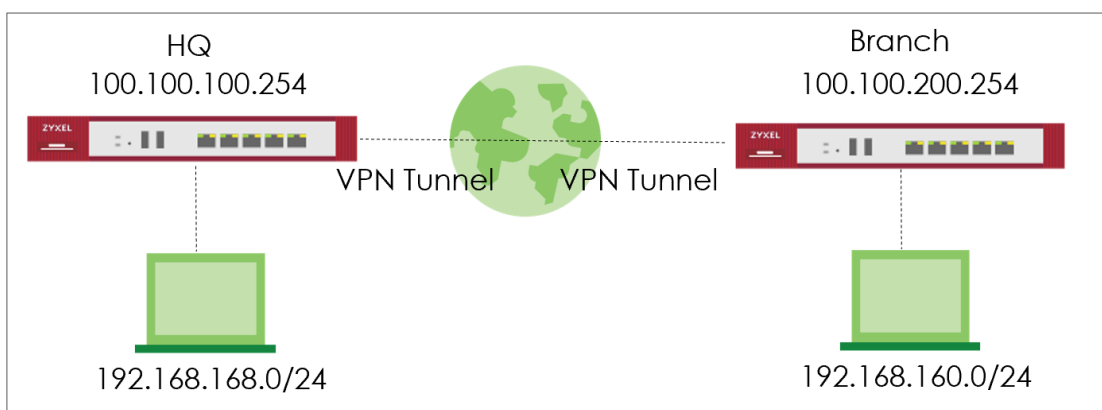 HQ
100.100.100.254
ZYXEL
VPN Tunnel
VPN Tunnel
Branch
100.100.200.254
ZYXEL
192.168.168.0/24
192.168.160.0/24